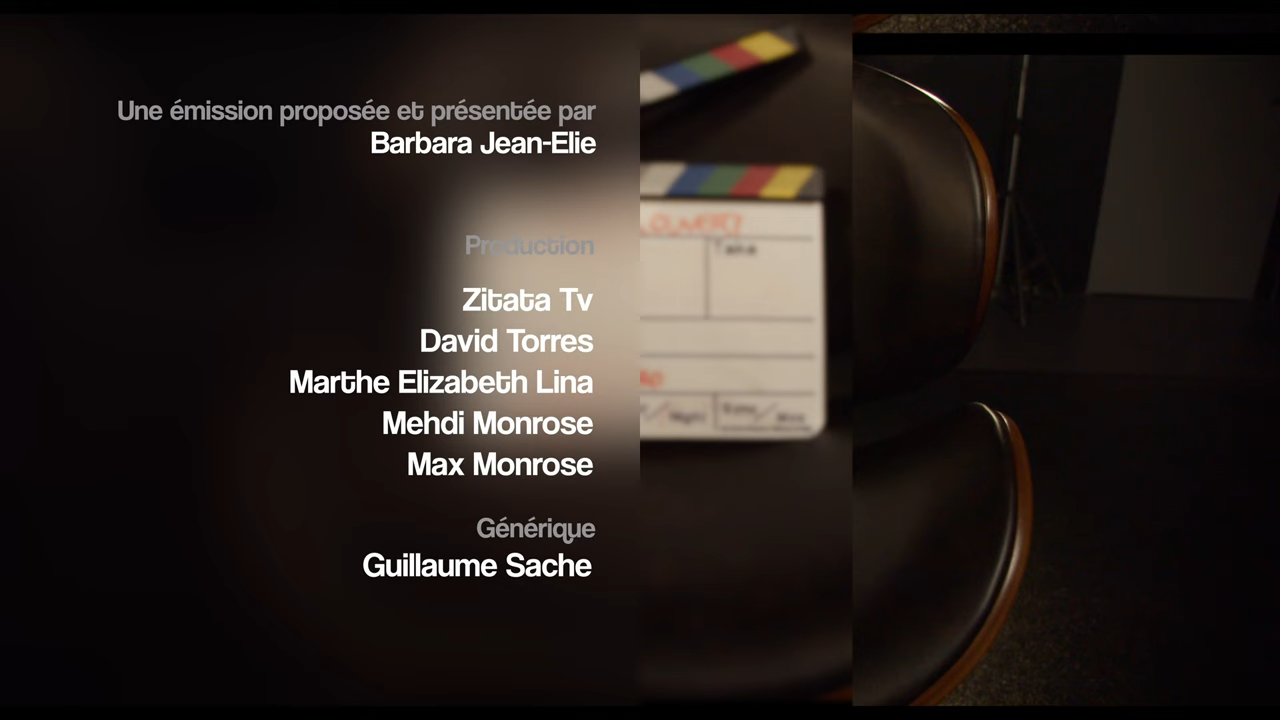 Une émission proposée et présentée par
Barbara Jean-Elie
Production
Zitata Tv
David Torres
Marthe Elizabeth Lina
Mehdi Monrose
Max Monrose
Générique
Guillaume Sache
Take